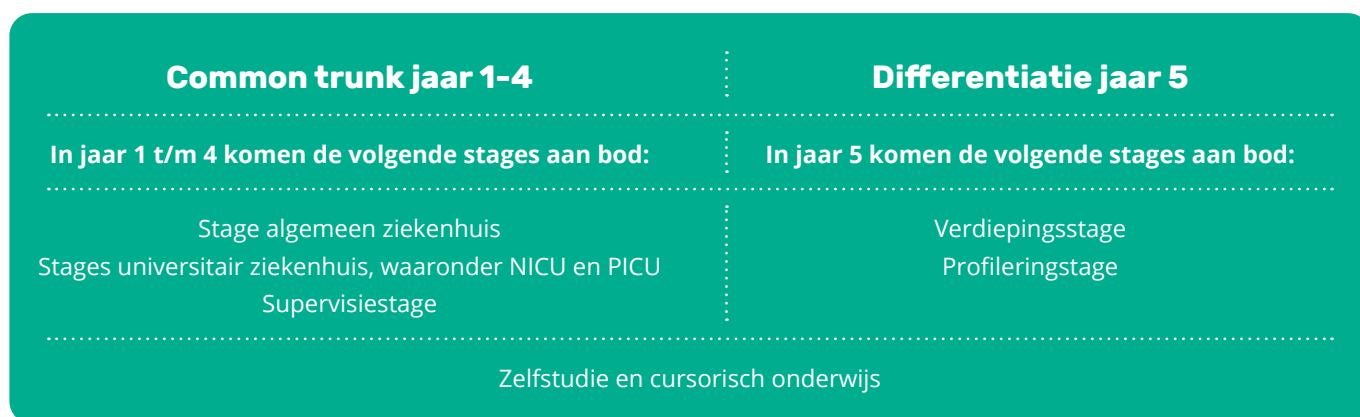 Common trunk jaar 1-4
Differentiatie jaar 5
In jaar 1 t/m 4 komen de volgende stages aan bod:
In jaar 5 komen de volgende stages aan bod:
Stage algemeen ziekenhuis
Stages universitair ziekenhuis, waaronder NICU en PICU
Supervisiestage
Verdiepingsstage
Profileringstage
Zelfstudie en cursorisch onderwijs